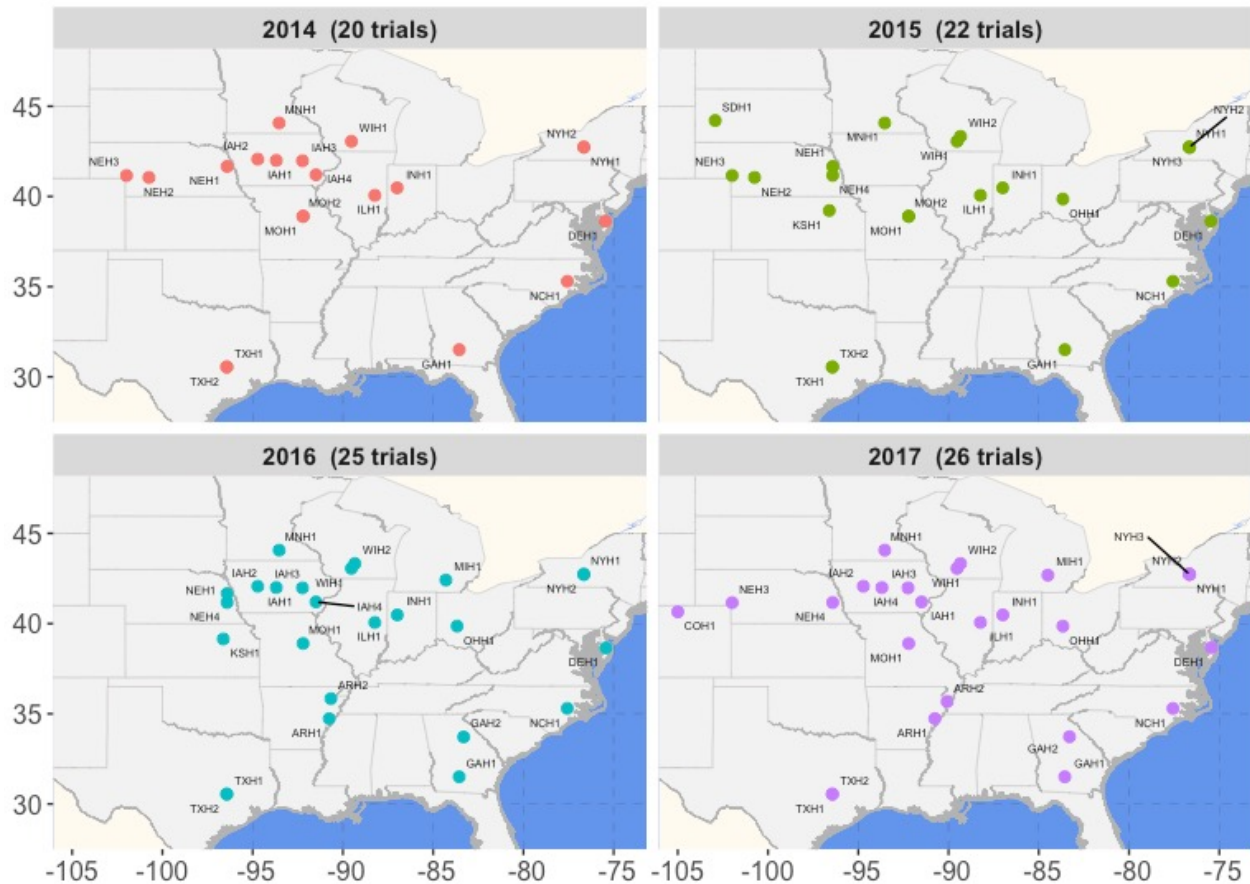 2014 (20 trials)
2015 (22 trials)
45
40
35
30
MNH1
WIH1
IAH2
IAH3
NYH2
NEH3
NYH1
NEH2
NEH1
IAH1
IAH4
INH1
MOH2
ILH1
MOH1
DEH1
NCH1
TXH1
GAH1
TXH2
SDH1
NYH2
MNH1
WIH2
NYH1
NEH3
NEH1
WIH1
INH1
NYH3
NEH2
NEH4
MOH2
ILH1
OHH1
KSH1
MOH1
DEH1
NCH1
TXH2
GAH1
TXH1
2016 (25 trials)
2017 (26 trials)
45
40
35
30
MNH1
WIH2
NYH1
IAH2
IAH3
WIH1
MIH1
NEH1
IAH1
IAH4
INH1
NYH2
NEH4
MOH1
ILH1
OHH1
KSH1
DEH1
ARH2
NCH1
ARH1
GAH2
GAH1
TXH1
TXH2
NYH3
MNH1
WIH2
NYH2
IAH2
IAH3
WIH1
MIH1
NYH1
NEH3
NEH4
IAH4
IAH1
INH1
COH1
ILH1
OHH1
MOH1
DEH1
ARH2
NCH1
ARH1
GAH2
GAH1
TXH2
TXH1
-105 -100 -95 -90 -85 -80 -75
-105 -100 -95 -90 -85 -80 -75